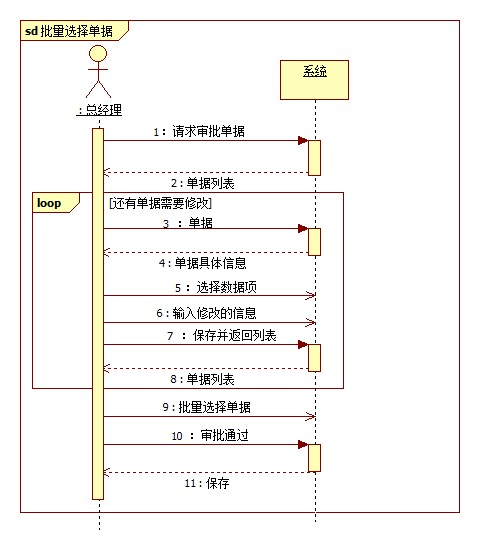 sd 批量选择单据
系统
: 总经理
1 : 请求审批单据
2 : 单据列表
loop
[还有单据需要修改]
3 : 单据
4 : 单据具体信息
5 : 选择数据项
6 : 输入修改的信息
7 : 保存并返回列表
8 : 单据列表
9 : 批量选择单据
10 : 审批通过
11 : 保存